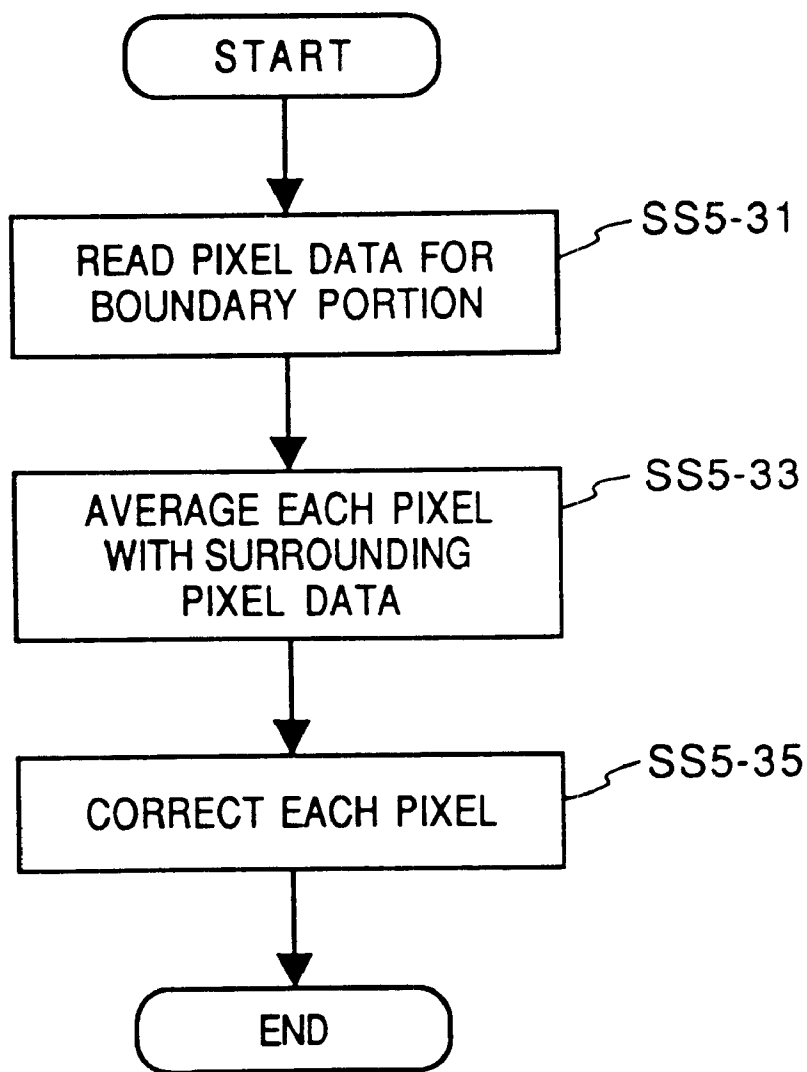 START
SS5-31
READ PIXEL DATA FOR
BOUNDARY PORTION
SS5-33
AVERAGE EACH PIXEL
WITH SURROUNDING
PIXEL DATA
SS5-35
CORRECT EACH PIXEL
END